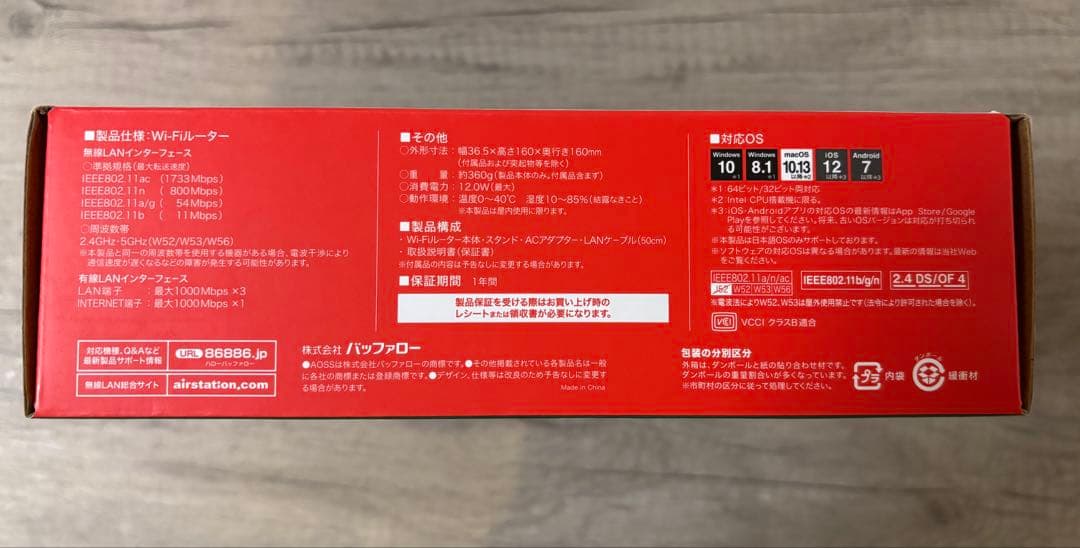 ■製品仕様：Wi-Fiルーター
無線LANインターフェース
○準拠規格(最大転送速度)
IEEE802.11ac (1733Mbps)
IEEE802.11n ( 800Mbps)
IEEE802.11a/g ( 54Mbps)
IEEE802.11b ( 11Mbps)
○周波数帯
2.4GHz・5GHz(W52/W53/W56)
※本製品と同一の周波数帯を使用する機器がある場合、電波干渉により
通信速度が遅くなるなどの障害が発生する可能性があります。
有線LANインターフェース
LAN端子 ：最大1000Mbps×3
INTERNET端子：最大1000Mbps×1
■その他
○外形寸法：幅36.5×高さ160×奥行き160mm
(付属品および突起物等を除く)
○重 量：約360g(製品本体のみ。付属品含まず)
○消費電力：12.0W(最大)
○動作環境：温度0～40℃ 湿度10～85%(結露なきこと)
※本製品は屋内使用に限ります。
■製品構成
・Wi-Fiルーター本体・スタンド・ACアダプター・LANケーブル(50cm)
・取扱説明書(保証書)
※付属品の内容は予告なしに変更する場合があります。
■保証期間 1年間
製品保証を受ける際はお買い上げ時の
レシートまたは領収書が必要になります。
■対応OS
Windows 10 ※1
Windows 8.1 ※1
macOS 10.13 以降※2
iOS 12 以降※3
Android 7 以降※3
※1：64ビット/32ビット両対応
※2：Intel CPU搭載機に限る。
※3：iOS・Androidアプリの対応OSの最新情報はApp Store/Google
Playを参照してください。将来、古いOSバージョンは対応が打ち切られ
る可能性がございます。
※本製品は日本語OSのみサポートしております。
※ソフトウェアの対応OSは異なる場合があります。最新の情報は当社Web
をご覧ください。
IEEE802.11a/n/ac
J52 W52 W53 W56
IEEE802.11b/g/n
2.4 DS/OF 4
※電波法によりW52、W53は屋外使用禁止です(法令により許可された場合を除く)。
VCCI VCCI クラスB適合
対応機種、Q&Aなど
最新製品サポート情報
URL 86886.jp
ハローバッファロー
無線LAN総合サイト
airstation.com
株式会社 バッファロー
●AOSSは株式会社バッファローの商標です。●その他掲載されている各製品名は一般
に各社の商標または登録商標です。●デザイン、仕様等は改良のため予告なしに変更す
る場合があります。
Made in China
包装の分別区分
外箱は、ダンボールと紙の貼り合わせ材です。
ダンボールの重量割合が多くなっています。
※市町村の区分に従って処理してください。
プラ 内袋
ダンボール
緩衝材